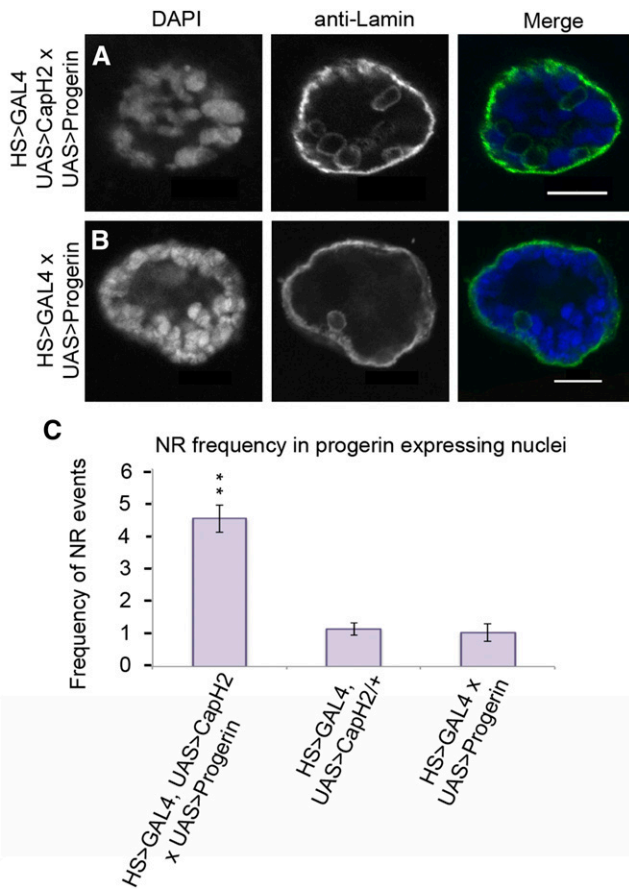 DAPI
anti-Lamin
Merge
HS>GAL4
UAS>CapH2 x
UAS>Progerin
A
HS>GAL4 x
UAS>Progerin
B
C
NR frequency in progerin expressing nuclei
Frequency of NR events
6
5
4
3
2
1
0
**
HS>GAL4, UAS>CapH2
x UAS>Progerin
HS>GAL4,
UAS>CapH2/+
HS>GAL4 x
UAS>Progerin